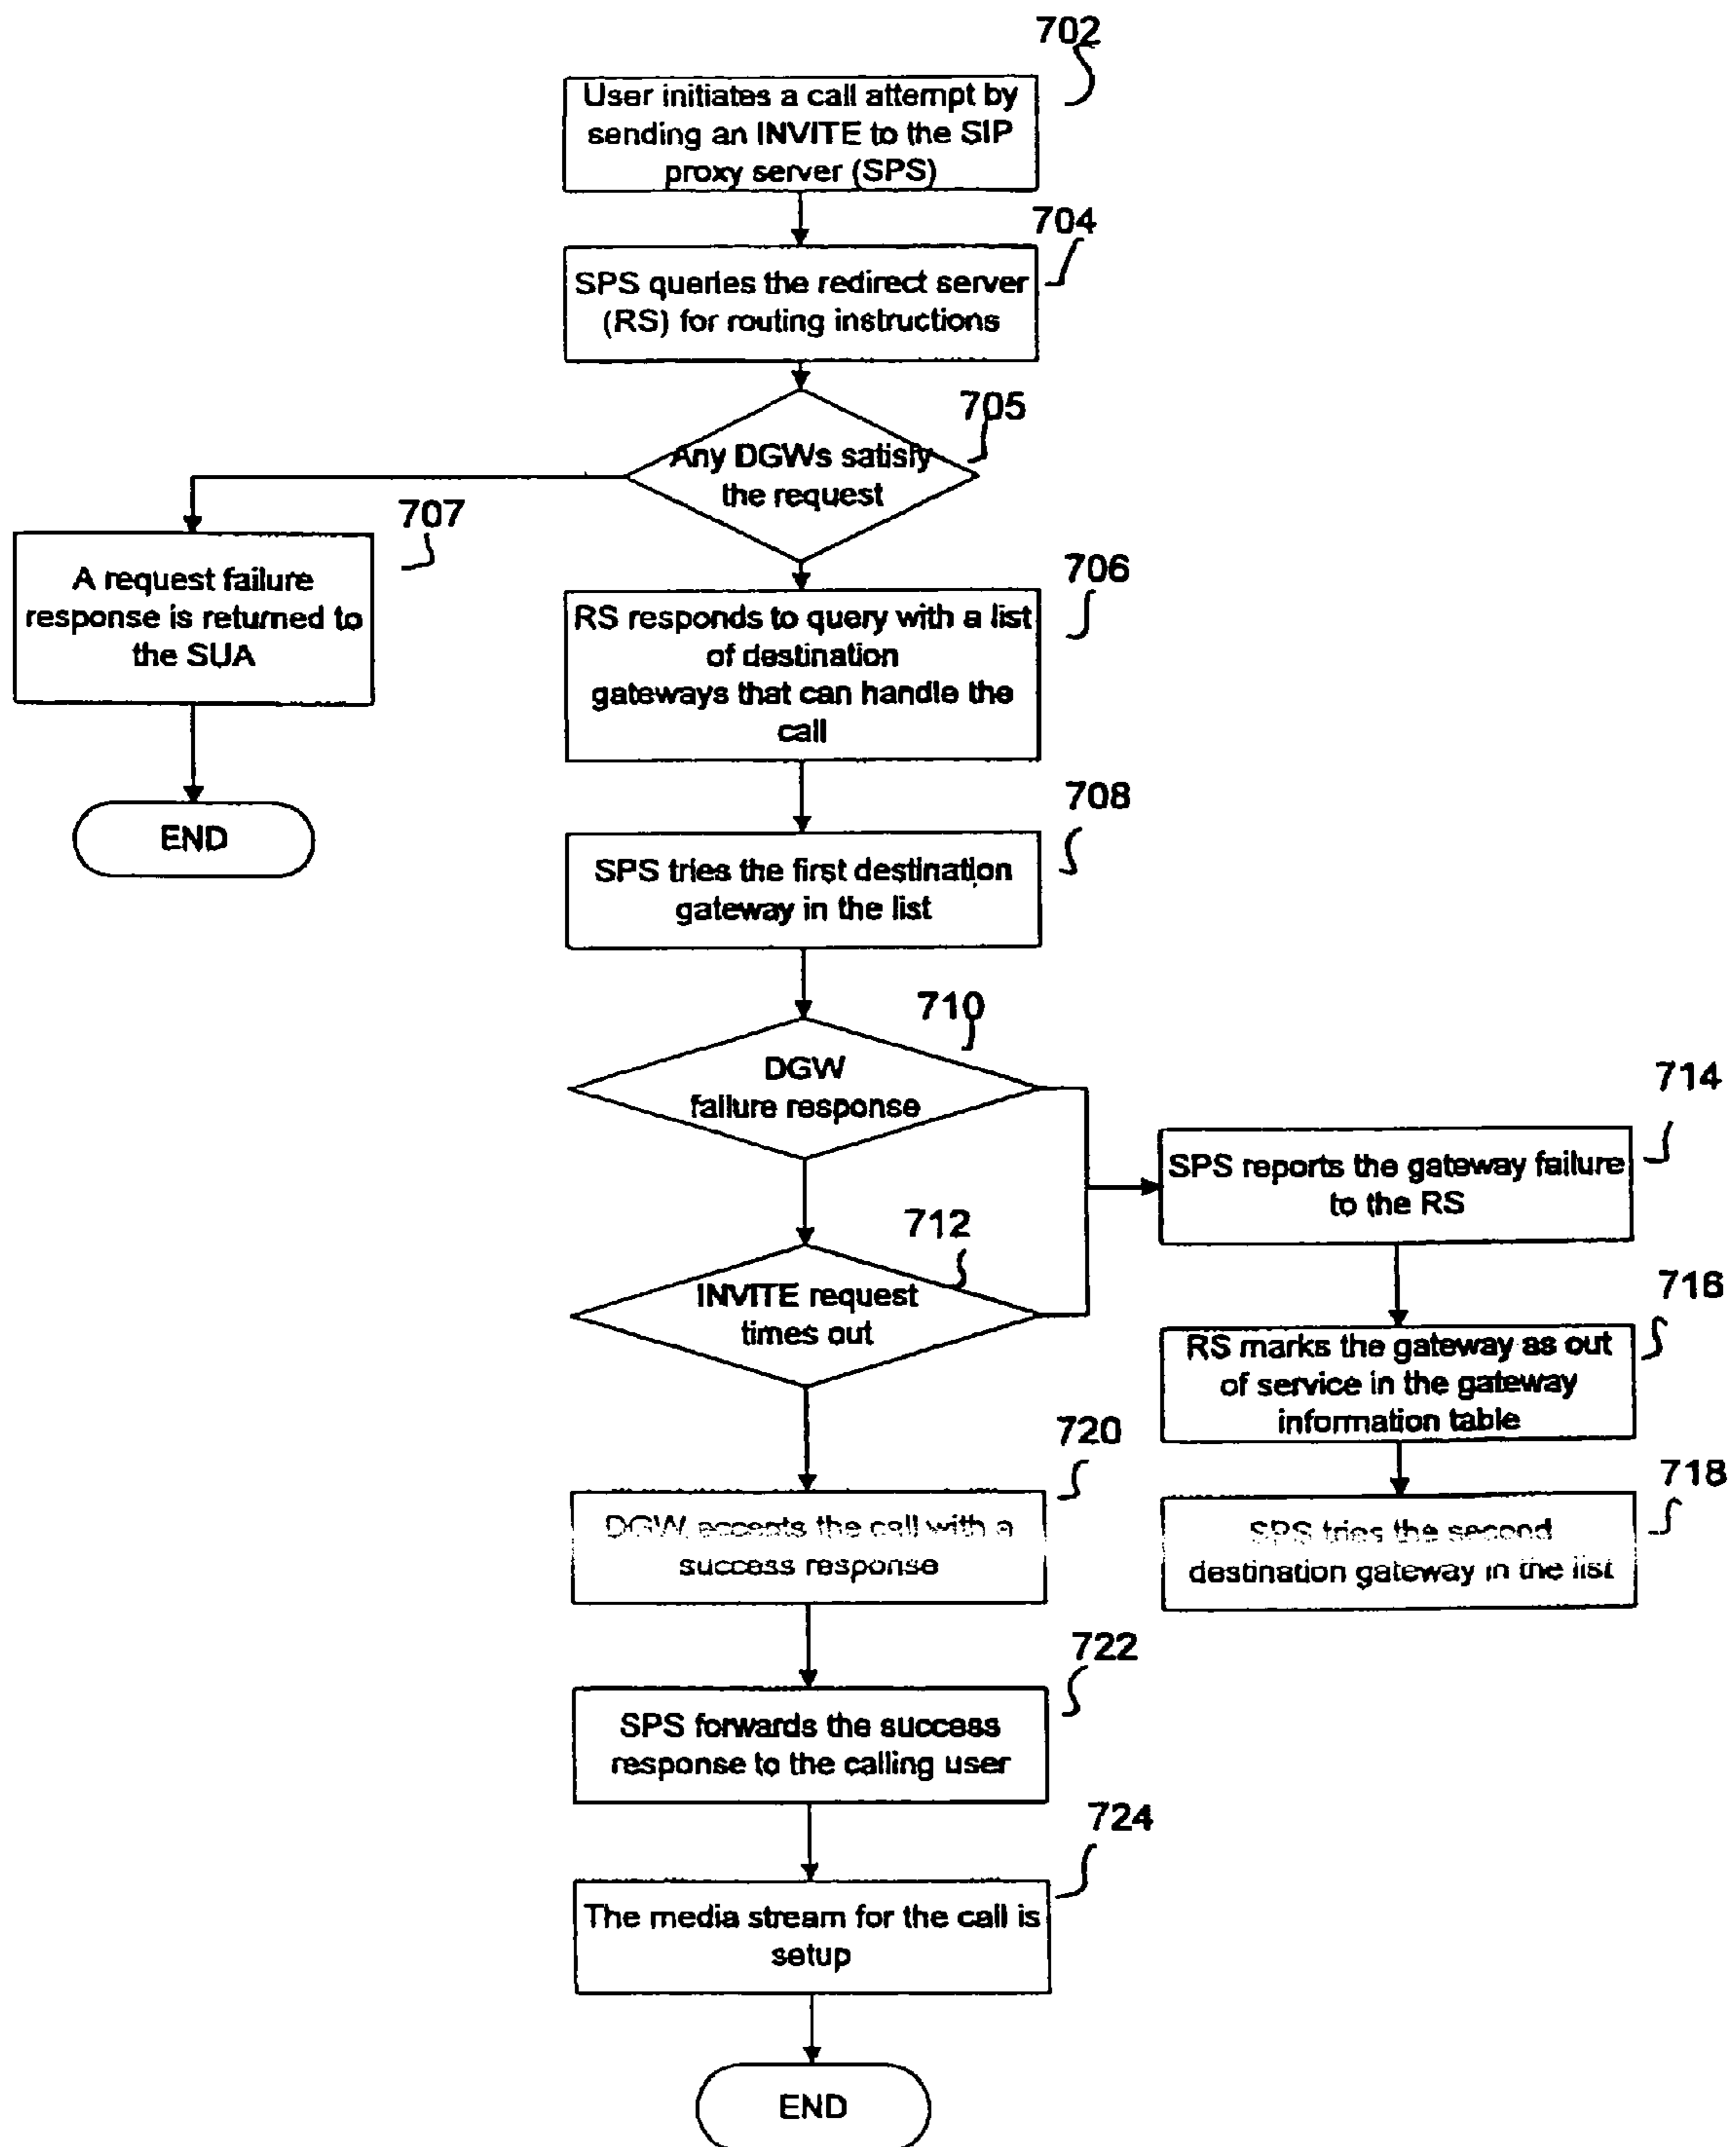 702
User initiates a call attempt by
sending an INVITE to the SIP
proxy server (SPS)
704
SPS queries the redirect server
(RS) for routing instructions
705
Any DGWs satisfy
the request
707
A request failure
response is returned to
the SUA
END
706
RS responds to query with a list
of destination
gateways that can handle the
call
708
SPS tries the first destination
gateway in the list
710
DGW
failure response
712
INVITE request
times out
714
SPS reports the gateway failure
to the RS
716
RS marks the gateway as out
of service in the gateway
information table
718
SPS tries the second
destination gateway in the list
720
DGW accepts the call with a
success response
722
SPS forwards the success
response to the calling user
724
The media stream for the call is
setup
END